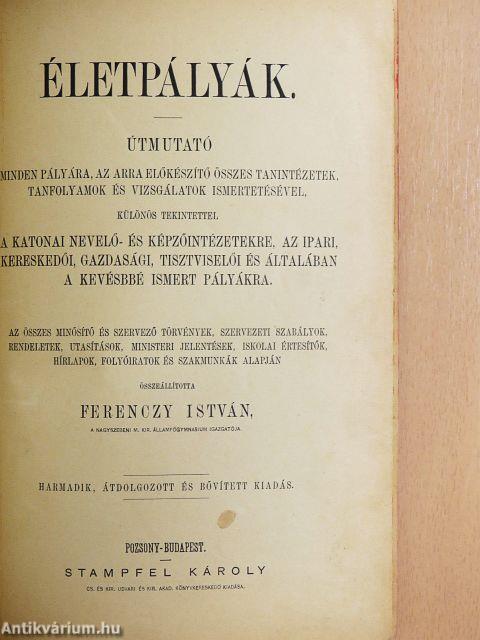 ÉLETPÁLYÁK.
ÚTMUTATÓ
MINDEN PÁLYÁRA, AZ ARRA ELŐKÉSZÍTŐ ÖSSZES TANINTÉZETEK,
TANFOLYAMOK ÉS VIZSGÁLATOK ISMERTETÉSÉVEL,
KÜLÖNÖS TEKINTETTEL
A KATONAI NEVELŐ- ÉS KÉPZŐINTÉZETEKRE, AZ IPARI,
KERESKEDŐI, GAZDASÁGI, TISZTVISELŐI ÉS ÁLTALÁBAN
A KEVÉSBBÉ ISMERT PÁLYÁKRA.
AZ ÖSSZES MINŐSÍTŐ ÉS SZERVEZŐ TÖRVÉNYEK, SZERVEZETI SZABÁLYOK,
RENDELETEK, UTASÍTÁSOK, MINISTERI JELENTÉSEK, ISKOLAI ÉRTESÍTŐK,
HÍRLAPOK, FOLYÓIRATOK ÉS SZAKMUNKÁK ALAPJÁN
ÖSSZEÁLLÍTOTTA
FERENCZY ISTVÁN,
A NAGYSZEBENI M. KIR. ÁLLAMFŐGYMNASIUM IGAZGATÓJA.
HARMADIK, ÁTDOLGOZOTT ÉS BŐVÍTETT KIADÁS.
POZSONY-BUDAPEST.
STAMPFEL KÁROLY
CS. ÉS KIR. UDVARI ÉS KIR. AKAD. KÖNYVKERESKEDŐ KIADÁSA.
Antikvárium.hu